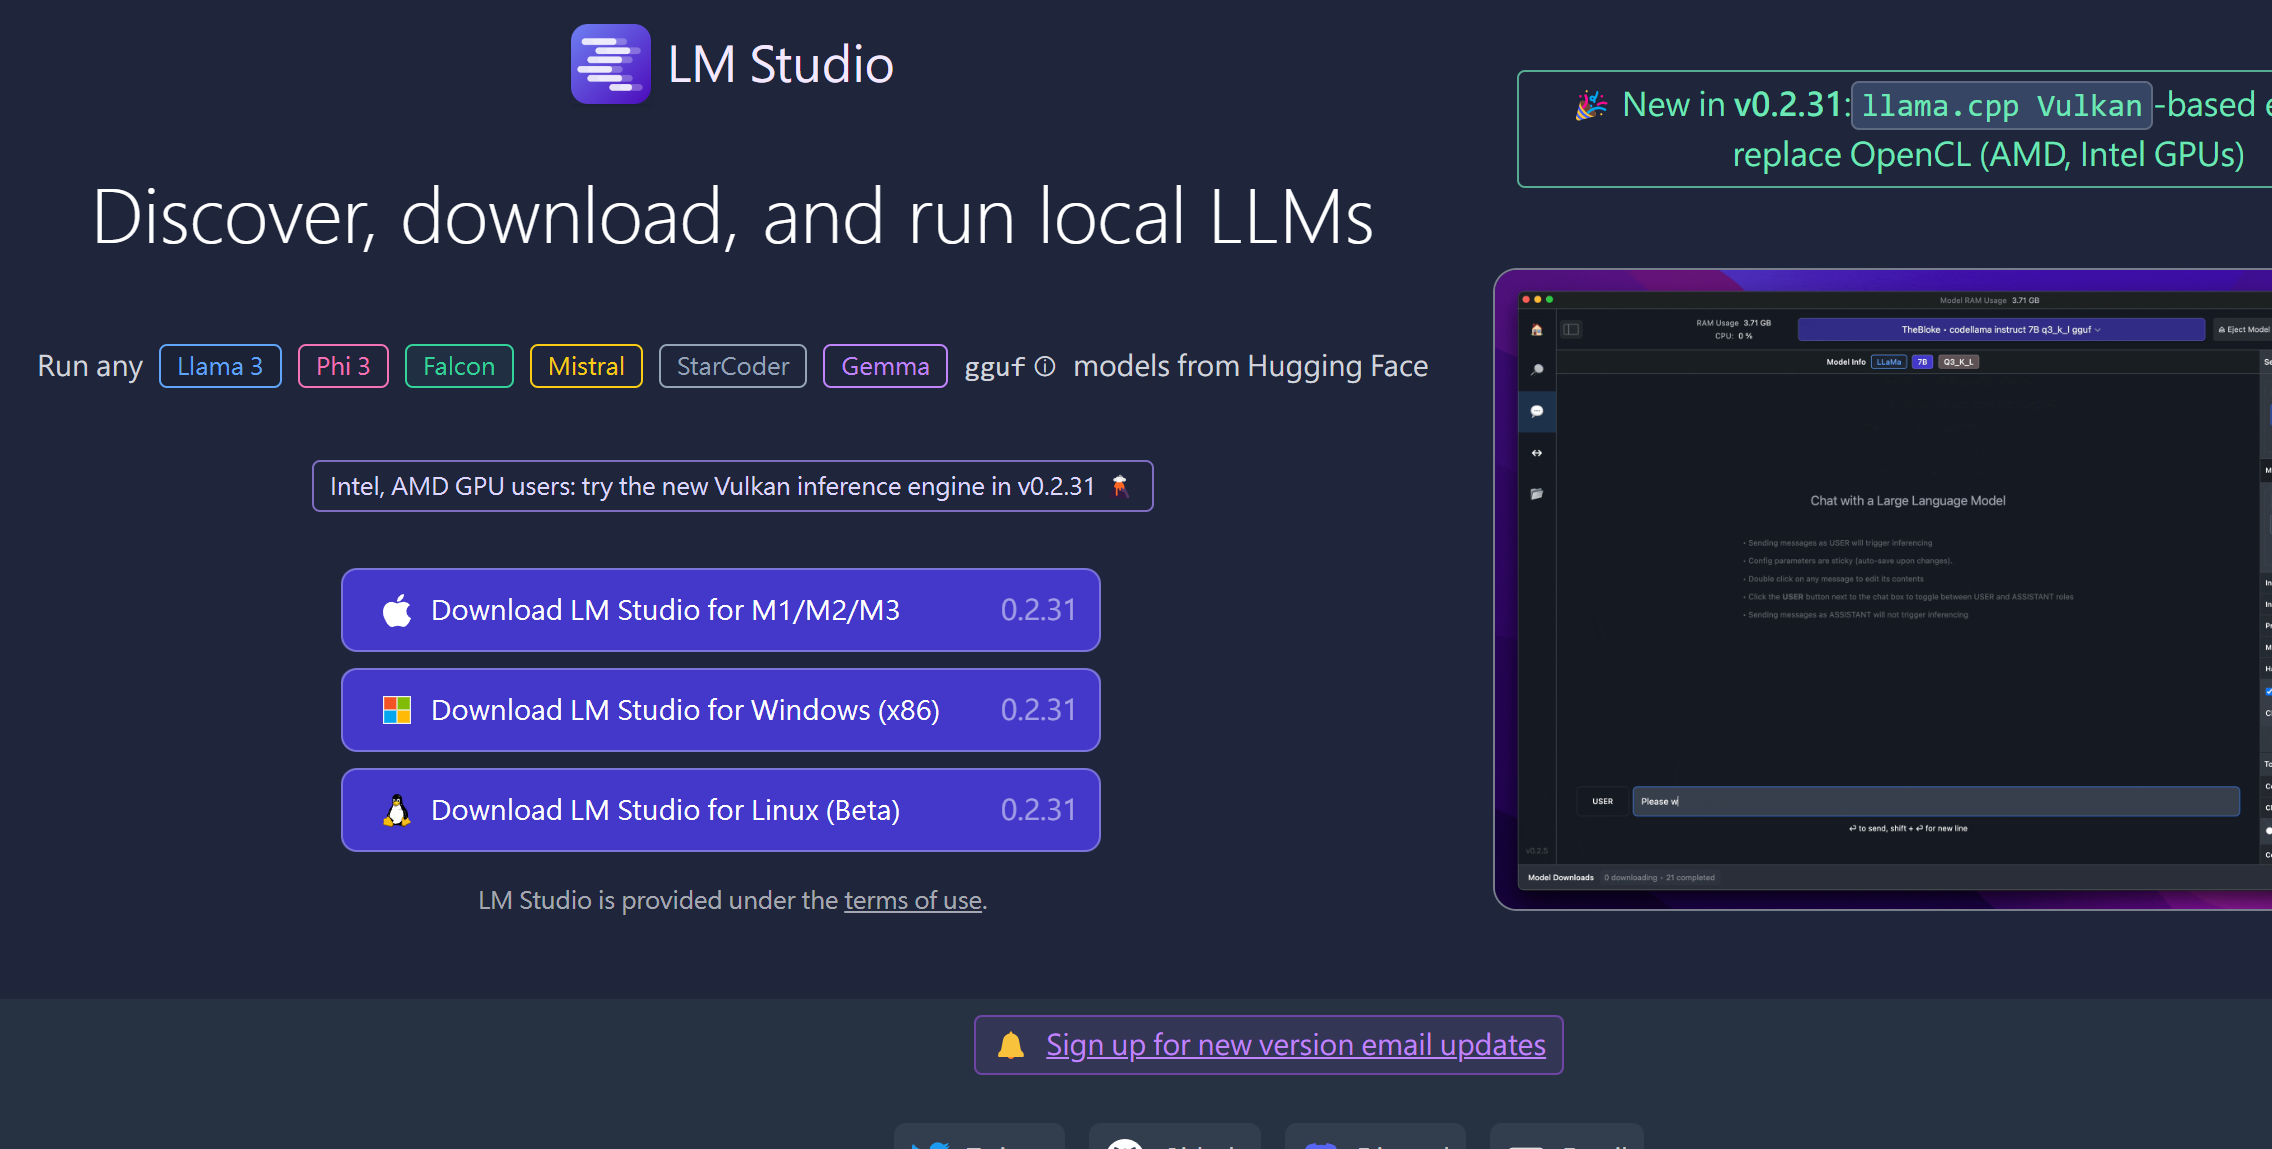 LM Studio
Discover, download, and run local LLMs
Run any Llama 3 Phi 3 Falcon Mistral StarCoder Gemma gguf models from Hugging Face
Intel, AMD GPU users: try the new Vulkan inference engine in v0.2.31
Download LM Studio for M1/M2/M3 0.2.31
Download LM Studio for Windows (x86) 0.2.31
Download LM Studio for Linux (Beta) 0.2.31
LM Studio is provided under the terms of use.
New in v0.2.31: llama.cpp Vulkan-based
replace OpenCL (AMD, Intel GPUs)
Model RAM Usage 3.71 GB
RAM Usage 3.71 GB
CPU: 0 %
TheBloke • codellama instruct 7B q3_k_l gguf
Eject Model
Model Info LLaMa 7B Q3_K_L
Chat with a Large Language Model
• Sending messages as USER will trigger inferencing
• Config parameters are sticky (auto-save upon changes).
• Double click on any message to edit its contents
• Click the USER button next to the chat box to toggle between USER and ASSISTANT roles
• Sending messages as ASSISTANT will not trigger inferencing
USER
Please w
⏎ to send, shift + ⏎ for new line
v0.2.5
Model Downloads 0 downloading • 21 completed
Sign up for new version email updates